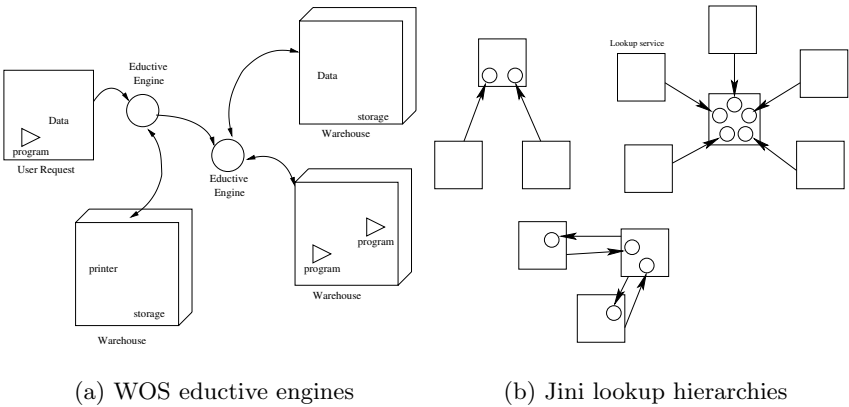 Eductive
Engine
Data
program
User Request
Data
storage
Warehouse
Eductive
Engine
printer
storage
Warehouse
program
program
Warehouse
Lookup service
(a) WOS eductive engines
(b) Jini lookup hierarchies